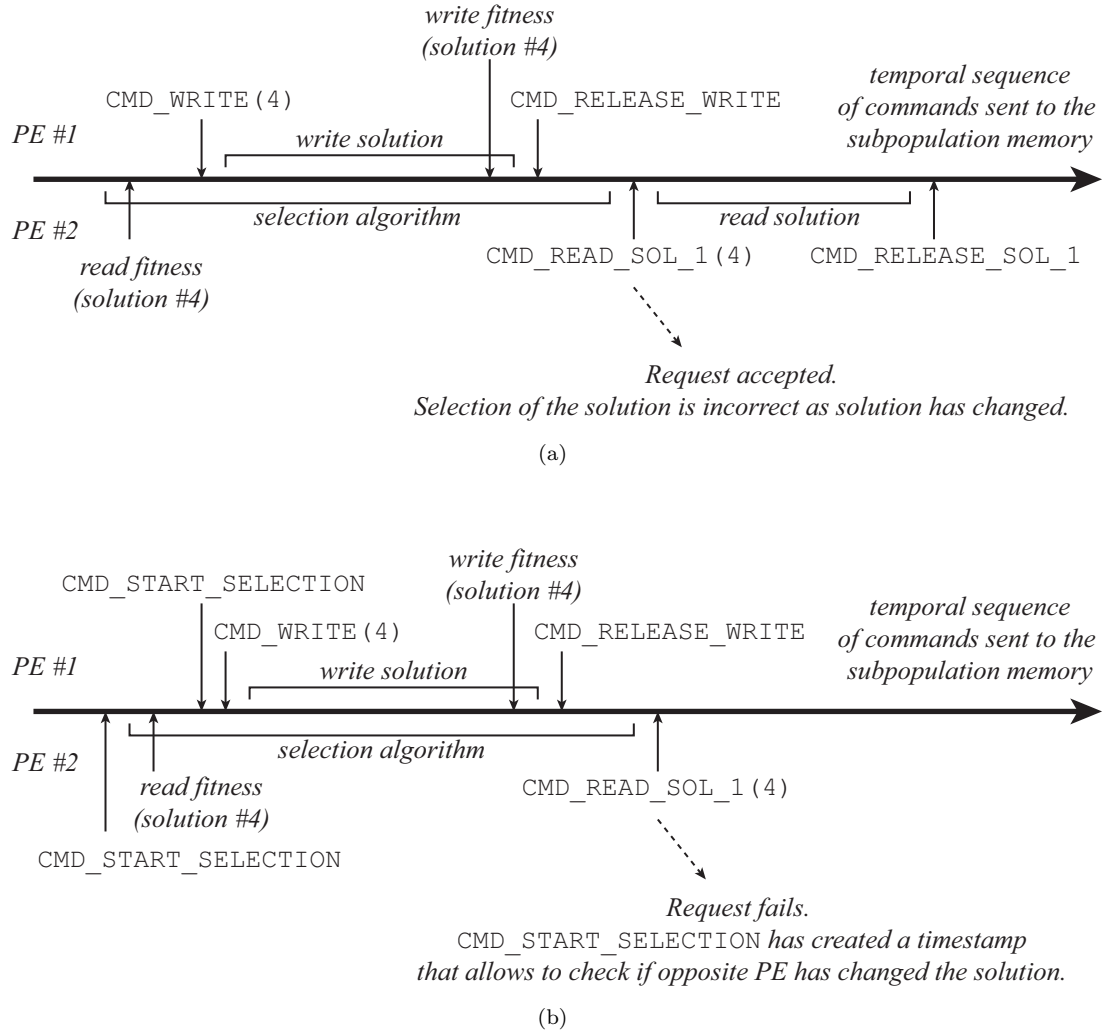 write fitness
(solution #4)
temporal sequence
of commands sent to the
subpopulation memory
CMD_WRITE(4)
CMD_RELEASE_WRITE
PE #1
write solution
selection algorithm
read solution
PE #2
read fitness
(solution #4)
CMD_READ_SOL_1(4)
CMD_RELEASE_SOL_1
Request accepted.
Selection of the solution is incorrect as solution has changed.
(a)
write fitness
(solution #4)
CMD_START_SELECTION
temporal sequence
of commands sent to the
subpopulation memory
CMD_WRITE(4)
CMD_RELEASE_WRITE
PE #1
write solution
selection algorithm
PE #2
read fitness
(solution #4)
CMD_READ_SOL_1(4)
CMD_START_SELECTION
Request fails.
CMD_START_SELECTION has created a timestamp
that allows to check if opposite PE has changed the solution.
(b)